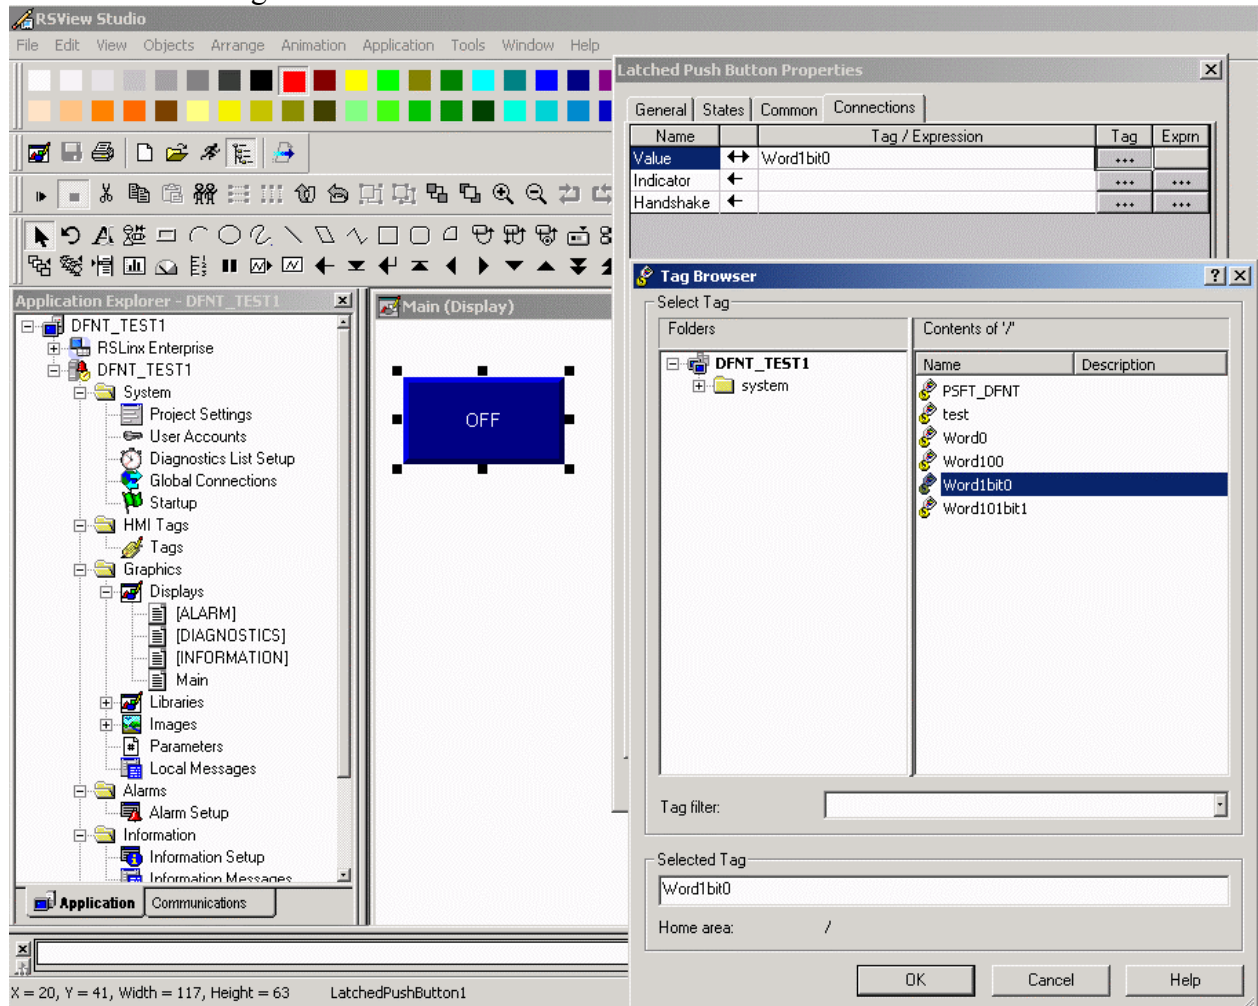 RSView Studio
File Edit View Objects Arrange Animation Application Tools Window Help
Latched Push Button Properties
General States Common Connections
Name Tag / Expression Tag Exprn
Value Word1bit0 ...
Indicator ... ...
Handshake ... ...
Application Explorer - DFNT_TEST1
DFNT_TEST1
RSLinx Enterprise
DFNT_TEST1
System
Project Settings
User Accounts
Diagnostics List Setup
Global Connections
Startup
HMI Tags
Tags
Graphics
Displays
[ALARM]
[DIAGNOSTICS]
[INFORMATION]
Main
Libraries
Images
Parameters
Local Messages
Alarms
Alarm Setup
Information
Information Setup
Information Messages
Application Communications
Main (Display)
OFF
Tag Browser
Select Tag
Folders
DFNT_TEST1
system
Contents of '/'
Name Description
PSFT_DFNT
test
Word0
Word100
Word1bit0
Word101bit1
Tag filter:
Selected Tag
Word1bit0
Home area: /
OK Cancel Help
X = 20, Y = 41, Width = 117, Height = 63 LatchedPushButton1